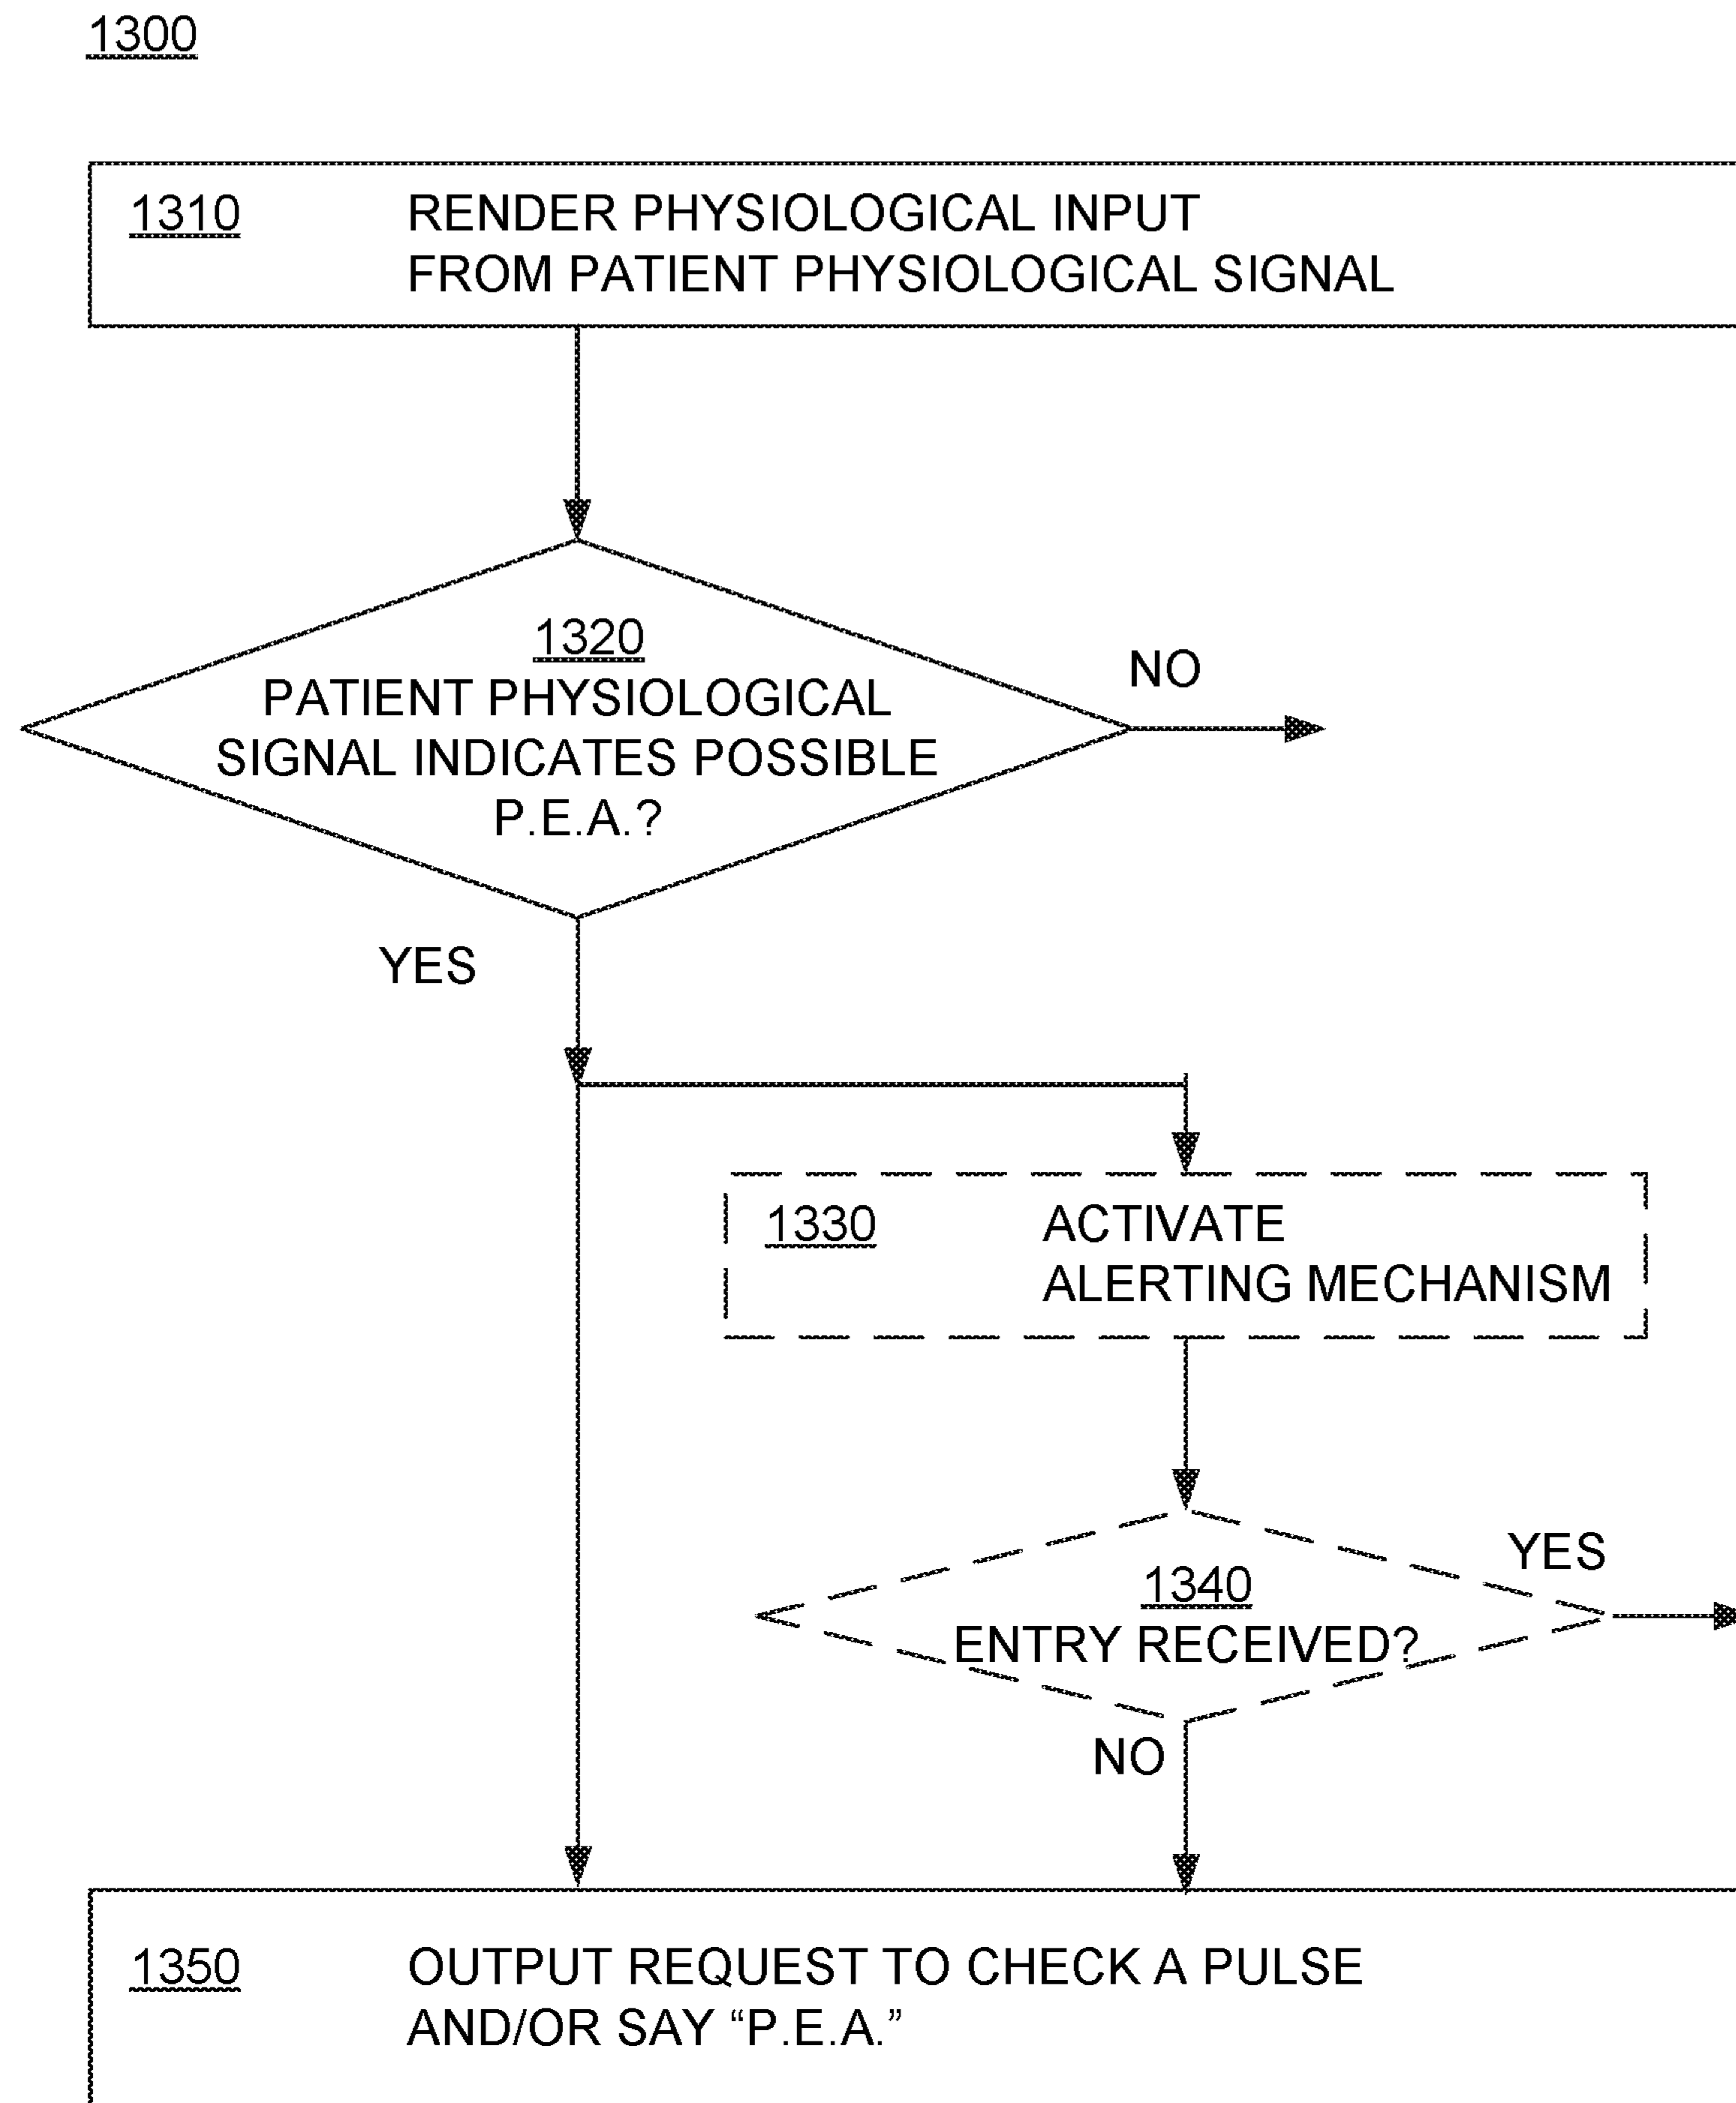 1300
1310 RENDER PHYSIOLOGICAL INPUT
FROM PATIENT PHYSIOLOGICAL SIGNAL
1320
PATIENT PHYSIOLOGICAL
SIGNAL INDICATES POSSIBLE
P.E.A.?
NO
YES
1330 ACTIVATE
ALERTING MECHANISM
1340
ENTRY RECEIVED?
YES
NO
1350 OUTPUT REQUEST TO CHECK A PULSE
AND/OR SAY “P.E.A.”